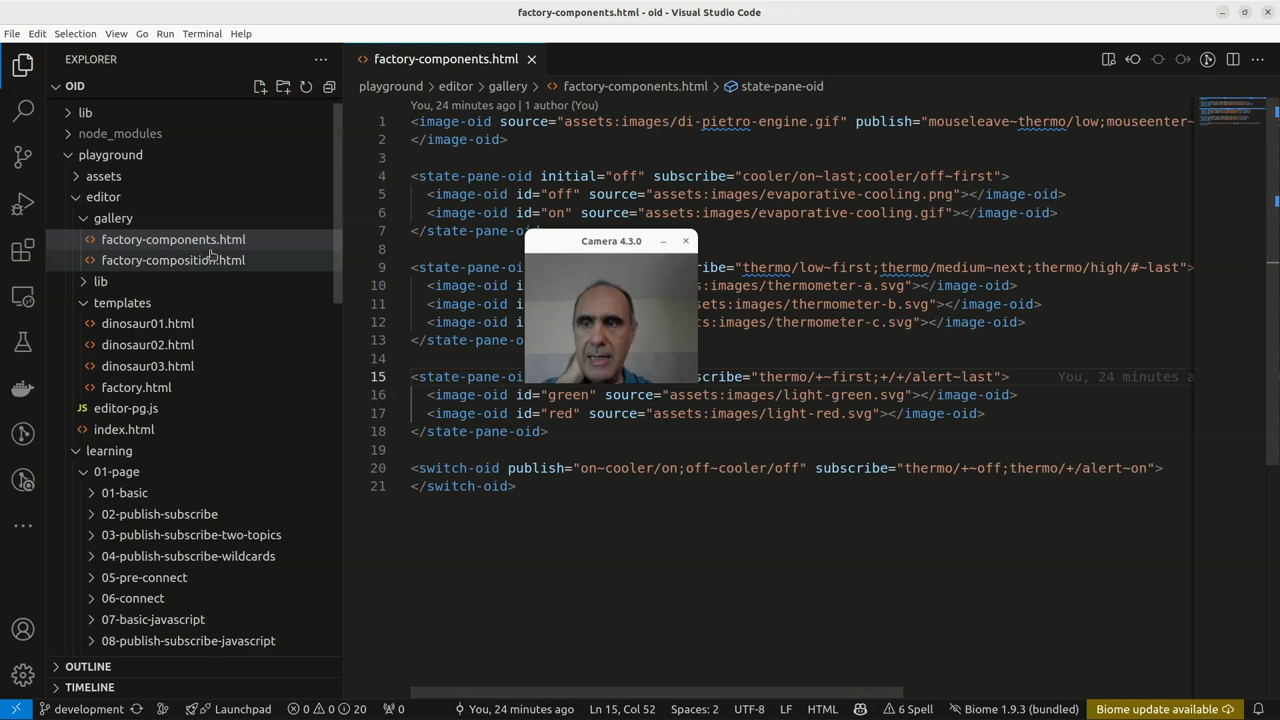 factory-components.html - oid - Visual Studio Code
File Edit Selection View Go Run Terminal Help
EXPLORER
OID
lib
node_modules
playground
assets
editor
gallery
factory-components.html
factory-composition.html
lib
templates
dinosaur01.html
dinosaur02.html
dinosaur03.html
factory.html
editor-pg.js
index.html
learning
01-page
01-basic
02-publish-subscribe
03-publish-subscribe-two-topics
04-publish-subscribe-wildcards
05-pre-connect
06-connect
07-basic-javascript
08-publish-subscribe-javascript
OUTLINE
TIMELINE
factory-components.html
playground > editor > gallery > factory-components.html > state-pane-oid
You, 24 minutes ago | 1 author (You)
1 <image-oid source="assets:images/di-pietro-engine.gif" publish="mouseleave~thermo/low;mouseenter~
2 </image-oid>
3
4 <state-pane-oid initial="off" subscribe="cooler/on~last;cooler/off~first">
5 <image-oid id="off" source="assets:images/evaporative-cooling.png"></image-oid>
6 <image-oid id="on" source="assets:images/evaporative-cooling.gif"></image-oid>
7 </state-pane-oid>
8
9 <state-pane-oid ibe="thermo/low~first;thermo/medium~next;thermo/high/#~last">
10 <image-oid i :images/thermometer-a.svg"></image-oid>
11 <image-oid i :images/thermometer-b.svg"></image-oid>
12 <image-oid i :images/thermometer-c.svg"></image-oid>
13 </state-pane-o
14
15 <state-pane-oi scribe="thermo/+~first;+/+/alert~last"> You, 24 minutes a
16 <image-oid id="green" source="assets:images/light-green.svg"></image-oid>
17 <image-oid id="red" source="assets:images/light-red.svg"></image-oid>
18 </state-pane-oid>
19
20 <switch-oid publish="on~cooler/on;off~cooler/off" subscribe="thermo/+~off;thermo/+/alert~on">
21 </switch-oid>
Camera 4.3.0
development Launchpad 0 0 20 0 You, 24 minutes ago Ln 15, Col 52 Spaces: 2 UTF-8 LF HTML 6 Spell Biome 1.9.3 (bundled) Biome update available